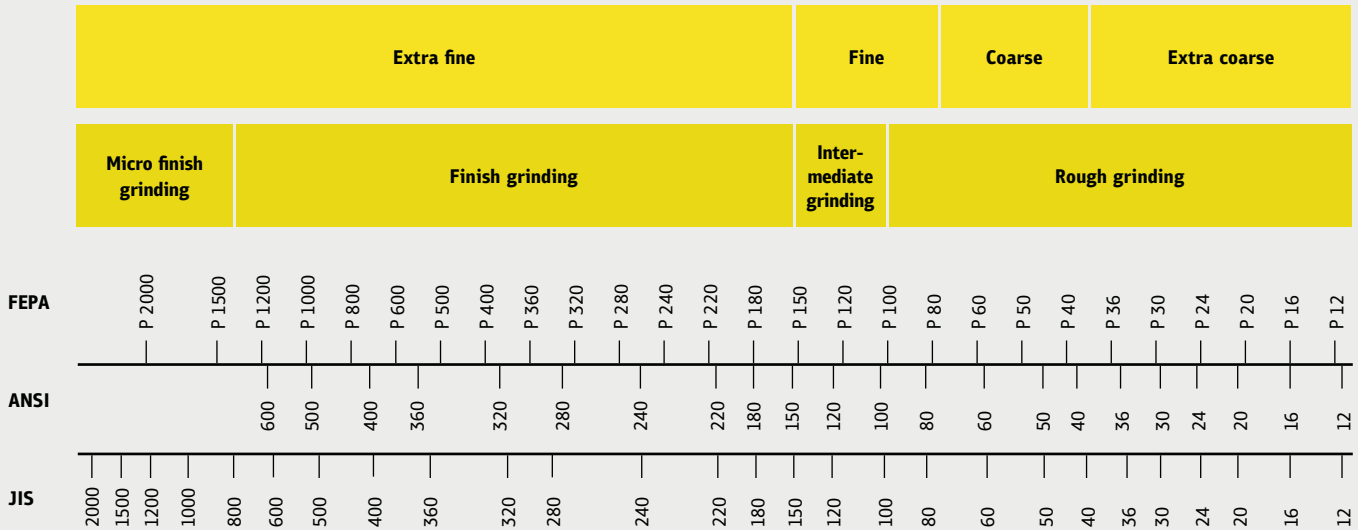 Extra fine Fine Coarse Extra coarse
Micro finish
grinding
Finish grinding
Inter-
mediate
grinding
Rough grinding
FEPA P 2000 P 1500 P 1200 P 1000 P 800 P 600 P 500 P 400 P 360 P 320 P 280 P 240 P 220 P 180 P 150 P 120 P 100 P 80 P 60 P 50 P 40 P 36 P 30 P 24 P 20 P 16 P 12
ANSI 600 500 400 360 320 280 240 220 180 150 120 100 80 60 50 40 36 30 24 20 16 12
JIS 2000 1500 1200 1000 800 600 500 400 360 320 280 240 220 180 150 120 100 80 60 50 40 36 30 24 20 16 12